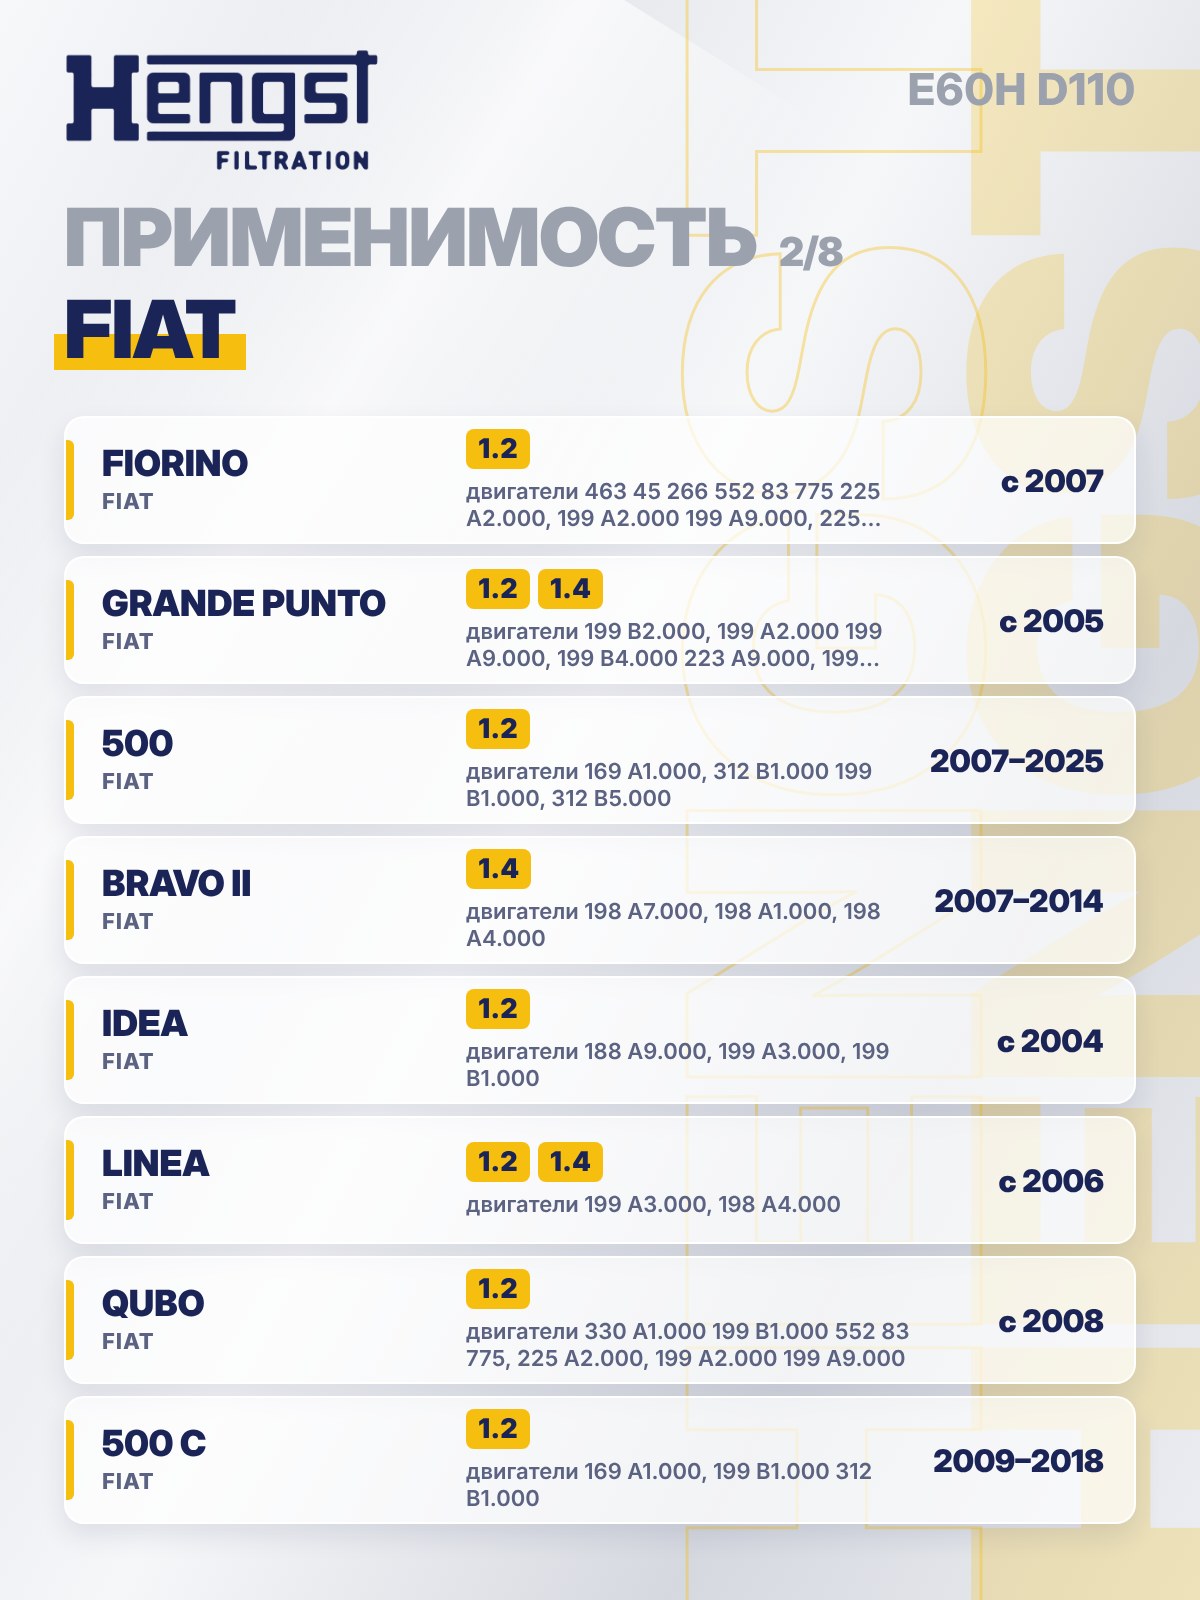 Hengst
FILTRATION
E60H D110
ПРИМЕНИМОСТЬ 2/8
FIAT
FIORINO
FIAT
1.2
двигатели 463 45 266 552 83 775 225
A2.000, 199 A2.000 199 A9.000, 225...
с 2007
GRANDE PUNTO
FIAT
1.2 1.4
двигатели 199 B2.000, 199 A2.000 199
A9.000, 199 B4.000 223 A9.000, 199...
с 2005
500
FIAT
1.2
двигатели 169 A1.000, 312 B1.000 199
B1.000, 312 B5.000
2007–2025
BRAVO II
FIAT
1.4
двигатели 198 A7.000, 198 A1.000, 198
A4.000
2007–2014
IDEA
FIAT
1.2
двигатели 188 A9.000, 199 A3.000, 199
B1.000
с 2004
LINEA
FIAT
1.2 1.4
двигатели 199 A3.000, 198 A4.000
с 2006
QUBO
FIAT
1.2
двигатели 330 A1.000 199 B1.000 552 83
775, 225 A2.000, 199 A2.000 199 A9.000
с 2008
500 C
FIAT
1.2
двигатели 169 A1.000, 199 B1.000 312
B1.000
2009–2018
HENGST
HENGST